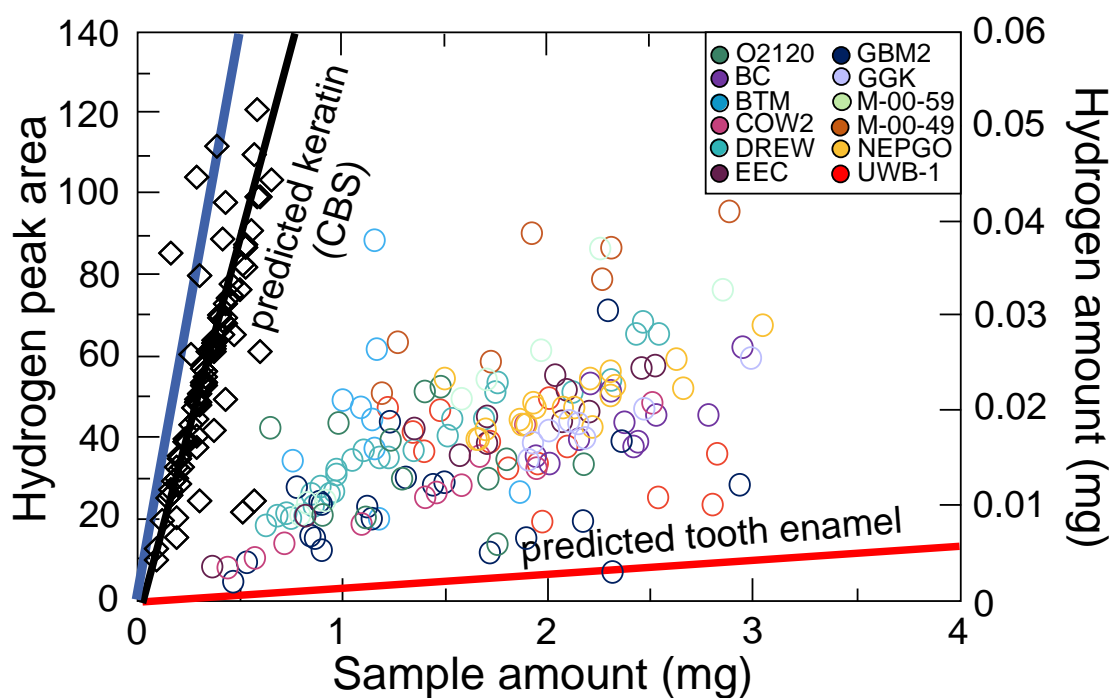 140
120
100
80
60
40
20
0
Hydrogen peak area
0
1
2
3
4
Sample amount (mg)
0.06
0.05
0.04
0.03
0.02
0.01
0
Hydrogen amount (mg)
predicted keratin
(CBS)
predicted tooth enamel
O2120
BC
BTM
COW2
DREW
EEC
GBM2
GGK
M-00-59
M-00-49
NEPGO
UWB-1